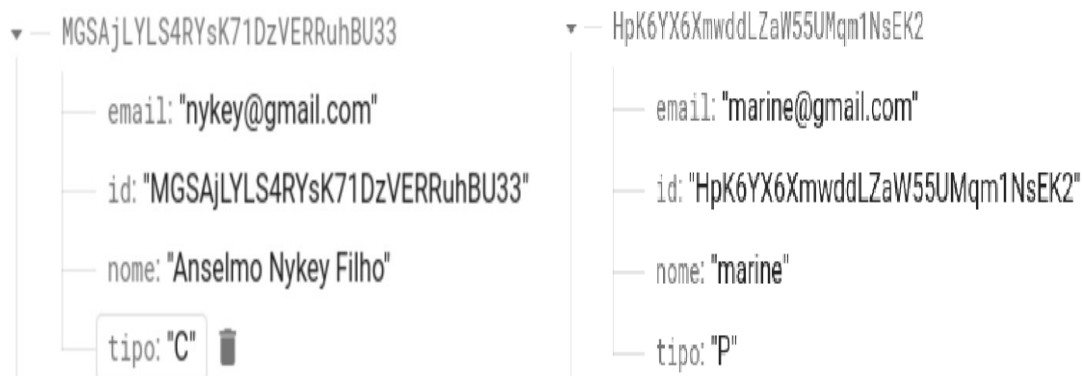 MGSAjLYLS4RYsK71DzVERRuhBU33
email: "nykey@gmail.com"
id: "MGSAjLYLS4RYsK71DzVERRuhBU33"
nome: "Anselmo Nykey Filho"
tipo: "C"
HpK6YX6XmwddLZaW55UMqm1NsEK2
email: "marine@gmail.com"
id: "HpK6YX6XmwddLZaW55UMqm1NsEK2"
nome: "marine"
tipo: "P"